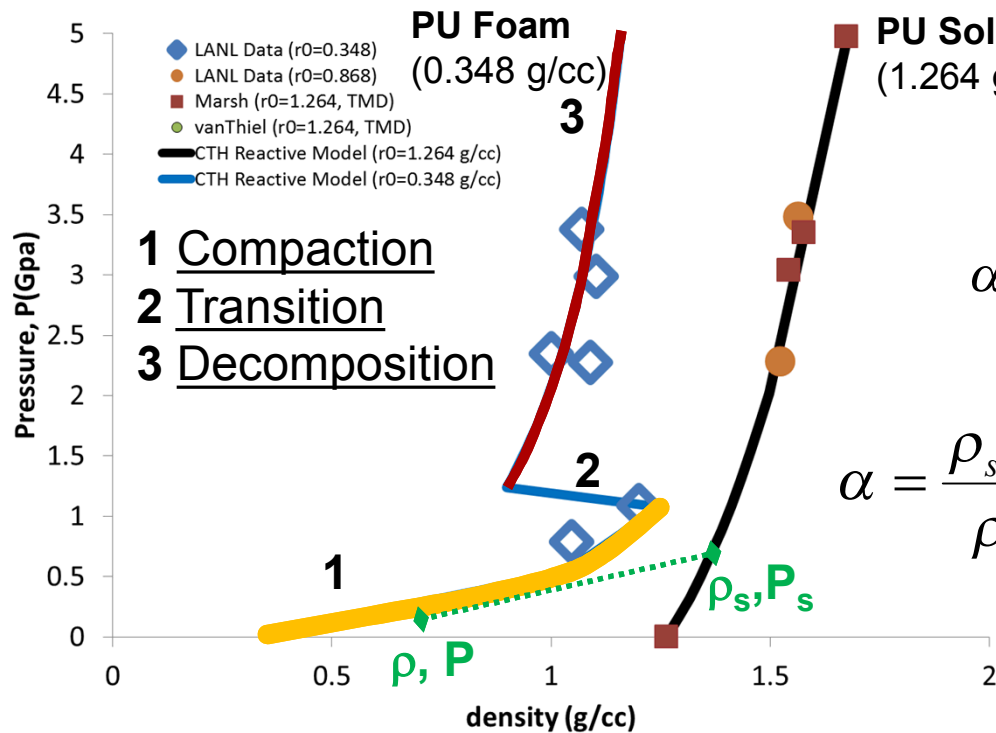 PU Foam
(0.348 g/cc)
PU Sol
(1.264 g
LANL Data (r0=0.348)
LANL Data (r0=0.868)
Marsh (r0=1.264, TMD)
vanThiel (r0=1.264, TMD)
CTH Reactive Model (r0=1.264 g/cc)
CTH Reactive Model (r0=0.348 g/cc)
1 Compaction
2 Transition
3 Decomposition
3
2
1
α
α = ρs
ρ
ρs,Ps
ρ, P
Pressure, P(Gpa)
5
4.5
4
3.5
3
2.5
2
1.5
1
0.5
0
0 0.5 1 1.5 2
density (g/cc)